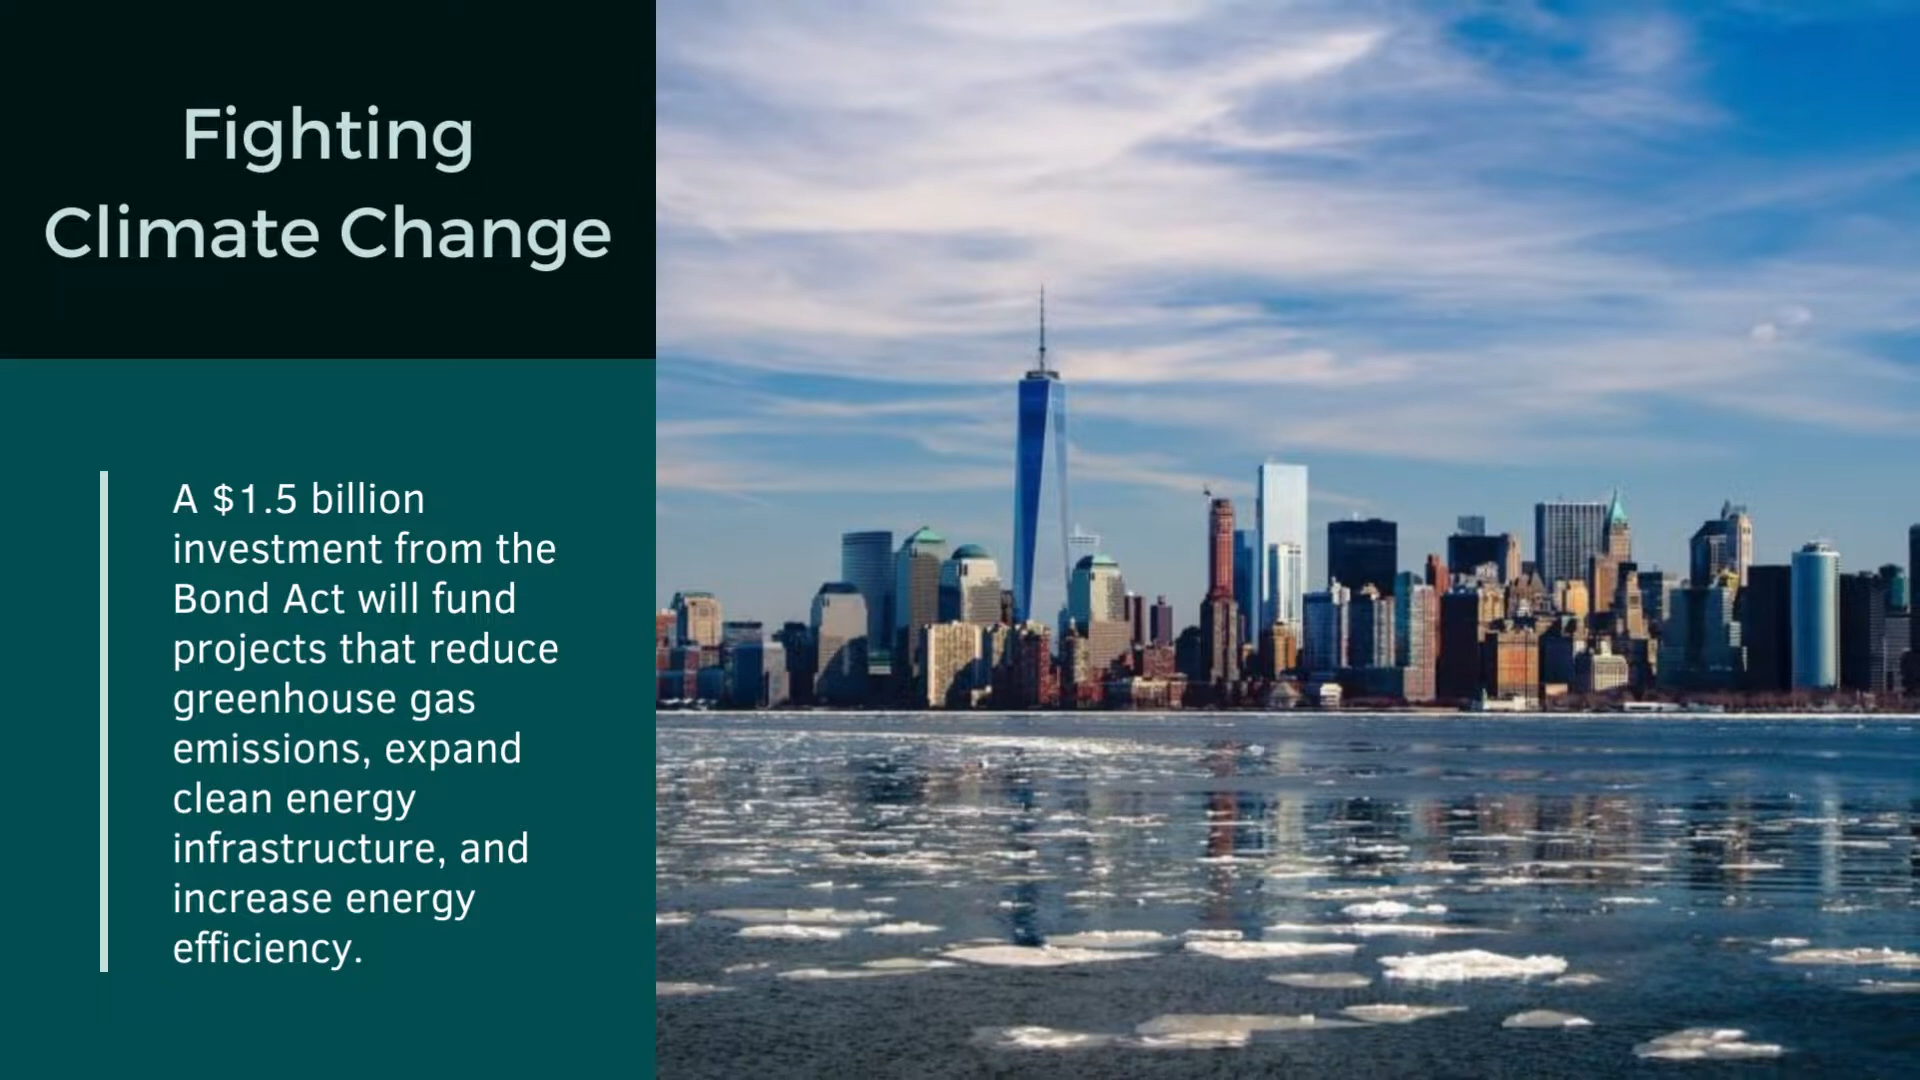 Fighting
Climate Change
A $1.5 billion
investment from the
Bond Act will fund
projects that reduce
greenhouse gas
emissions, expand
clean energy
infrastructure, and
increase energy
efficiency.